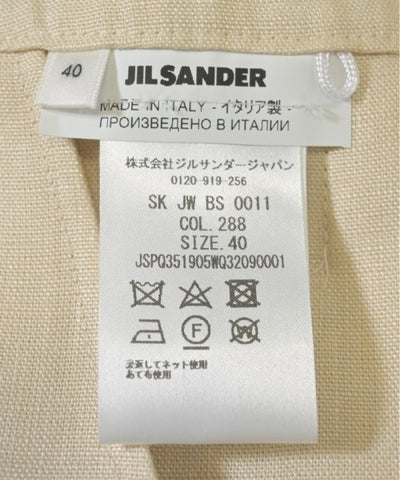 40
JIL SANDER
MADE IN ITALY - イタリア製 -
ПРОИЗВЕДЕНО В ИТАЛИИ
株式会社ジルサンダージャパン
0120-919-256
SK JW BS 0011
COL.288
SIZE.40
JSPQ351905WQ32090001
F
W
裏返してネット使用
あて布使用